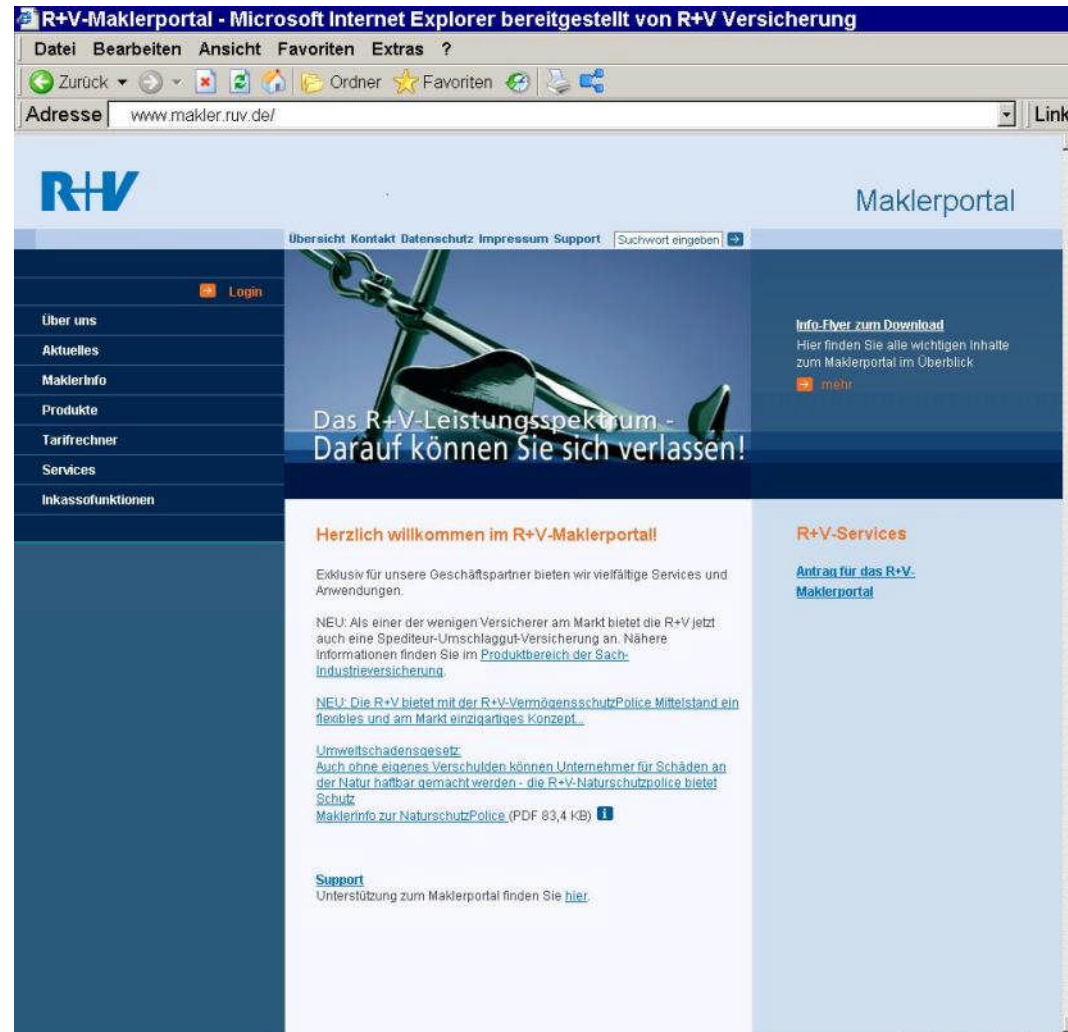 R+V-Maklerportal - Microsoft Internet Explorer bereitgestellt von R+V Versicherung
Datei Bearbeiten Ansicht Favoriten Extras ?
Zurück Ordner Favoriten
Adresse www.makler.ruv.de/ Link
R+V
Maklerportal
Übersicht Kontakt Datenschutz Impressum Support Suchwort eingeben
Login
Über uns
Aktuelles
MaklerInfo
Produkte
Tarifrechner
Services
Inkassofunktionen
Das R+V-Leistungsspektrum -
Darauf können Sie sich verlassen!
Info-Flyer zum Download
Hier finden Sie alle wichtigen Inhalte
zum Maklerportal im Überblick
mehr
Herzlich willkommen im R+V-Maklerportal!
Exklusiv für unsere Geschäftspartner bieten wir vielfältige Services und
Anwendungen.
NEU: Als einer der wenigen Versicherer am Markt bietet die R+V jetzt
auch eine Spediteur-Umschlaggut-Versicherung an. Nähere
Informationen finden Sie im Produktbereich der Sach-
Industrieversicherung.
NEU: Die R+V bietet mit der R+V-VermögensschutzPolice Mittelstand ein
flexibles und am Markt einzigartiges Konzept...
Umweltschadensgesetz:
Auch ohne eigenes Verschulden können Unternehmer für Schäden an
der Natur haftbar gemacht werden - die R+V-Naturschutzpolice bietet
Schutz
MaklerInfo zur NaturschutzPolice (PDF 83,4 KB)
Support
Unterstützung zum Maklerportal finden Sie hier.
R+V-Services
Antrag für das R+V-
Maklerportal